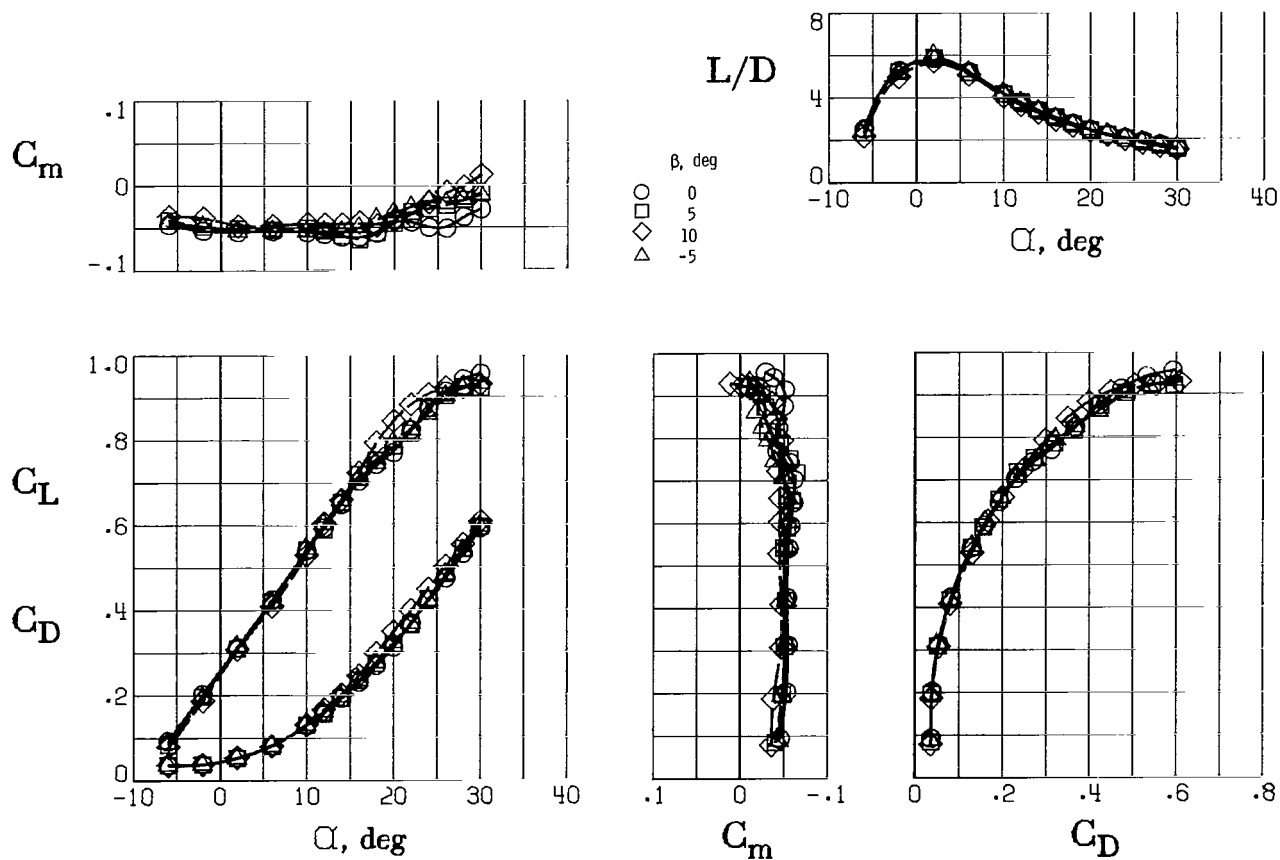 C_m
.1
0
-.1
β, deg
0
5
10
-5
L/D
8
4
0
-10 0 10 20 30 40
α, deg
C_L
C_D
1.0
.8
.6
.4
.2
0
-10 0 10 20 30 40
α, deg
.1 0 -.1
C_m
0 .2 .4 .6 .8
C_D